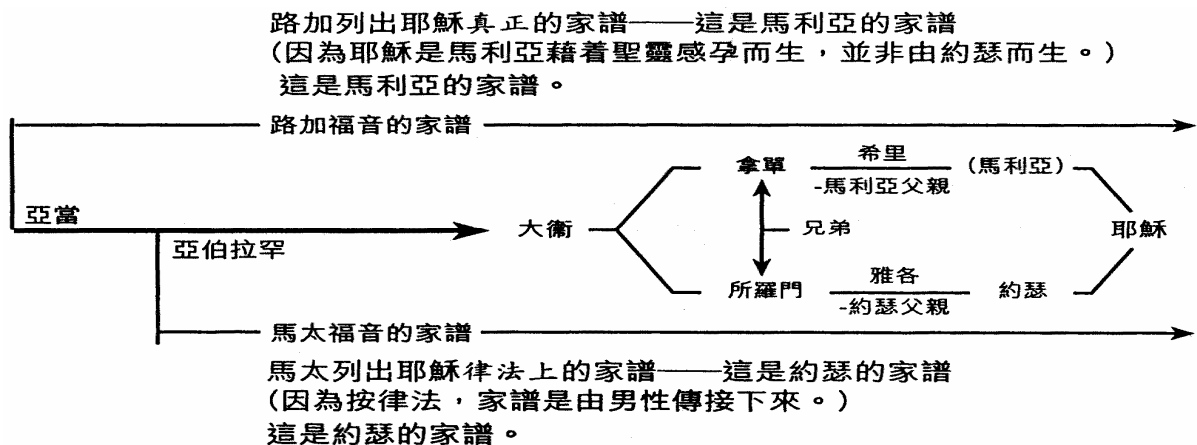 路加列出耶穌真正的家譜——這是馬利亞的家譜
(因為耶穌是馬利亞藉着聖靈感孕而生，並非由約瑟而生。)
這是馬利亞的家譜。
路加福音的家譜
拿單 希里 (馬利亞)
-馬利亞父親
亞當
大衞 兄弟 耶穌
亞伯拉罕
所羅門 雅各 約瑟
-約瑟父親
馬太福音的家譜
馬太列出耶穌律法上的家譜——這是約瑟的家譜
(因為按律法，家譜是由男性傳接下來。)
這是約瑟的家譜。